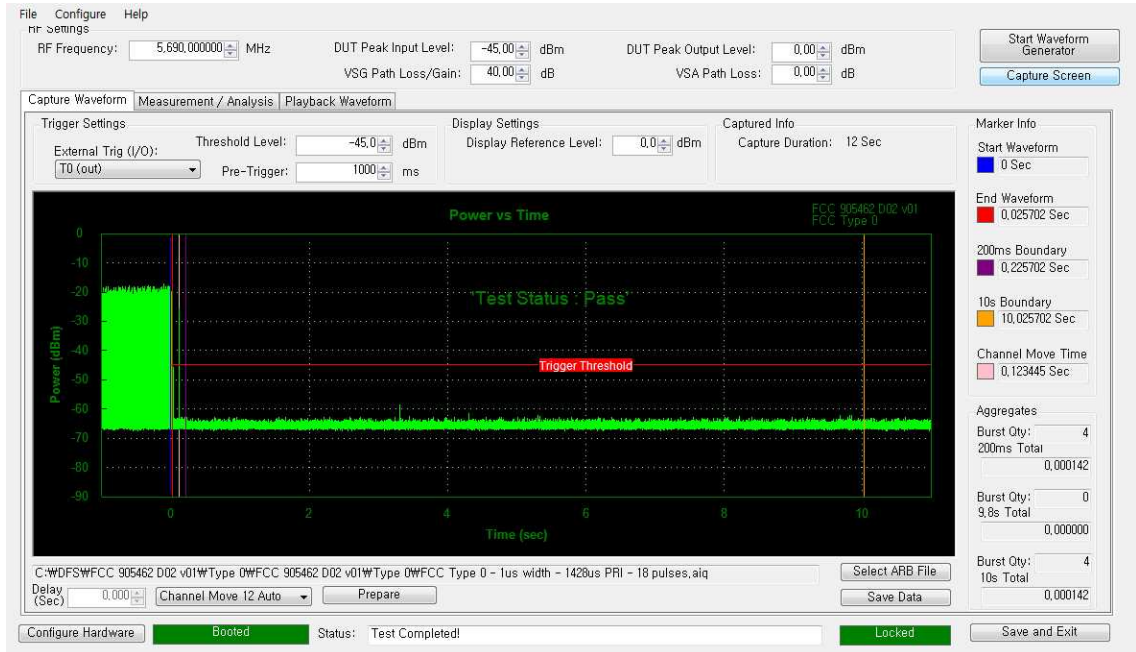 File Configure Help
RF Settings
RF Frequency: 5,690,000000 MHz DUT Peak Input Level: -45,00 dBm DUT Peak Output Level: 0,00 dBm
VSG Path Loss/Gain: 40,00 dB VSA Path Loss: 0,00 dB
Start Waveform
Generator
Capture Screen
Capture Waveform Measurement / Analysis Playback Waveform
Trigger Settings
External Trig (I/O):
T0 (out)
Threshold Level: -45,0 dBm
Pre-Trigger: 1000 ms
Display Settings
Display Reference Level: 0,0 dBm
Captured Info
Capture Duration: 12 Sec
Power vs Time
FCC 905462 D02 v01
FCC Type 0
'Test Status : Pass'
Trigger Threshold
Power (dBm)
0
-10
-20
-30
-40
-50
-60
-70
-80
-90
0 2 4 6 8 10
Time (sec)
Marker Info
Start Waveform
0 Sec
End Waveform
0,025702 Sec
200ms Boundary
0,225702 Sec
10s Boundary
10,025702 Sec
Channel Move Time
0,123445 Sec
Aggregates
Burst Qty: 4
200ms Total
0,000142
Burst Qty: 0
9,8s Total
0,000000
Burst Qty: 4
10s Total
0,000142
C:₩DFS₩FCC 905462 D02 v01₩Type 0₩FCC 905462 D02 v01₩Type 0₩FCC Type 0 - 1us width - 1428us PRI - 18 pulses,aiq
Select ARB File
Delay
(Sec) 0,000 Channel Move 12 Auto Prepare
Save Data
Configure Hardware Booted Status: Test Completed! Locked Save and Exit